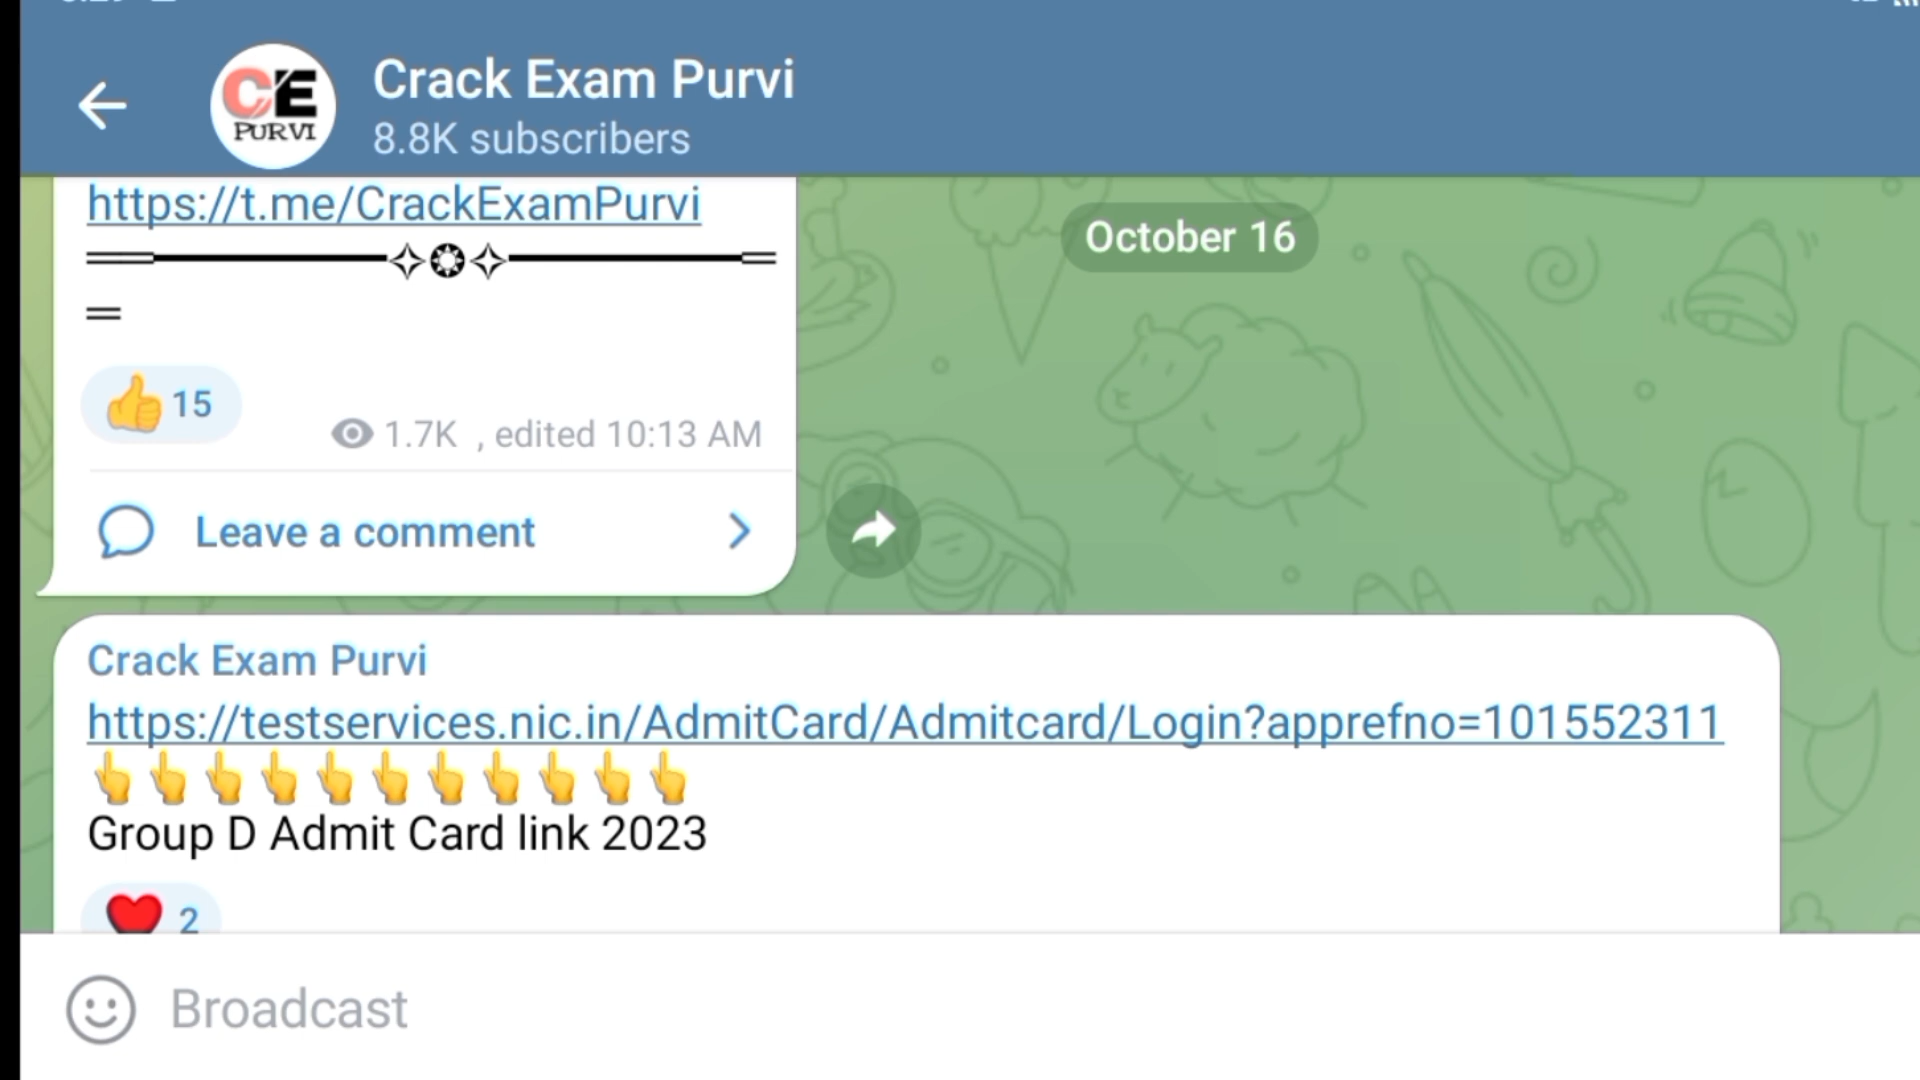 Crack Exam Purvi
8.8K subscribers
CE
PURVI
https://t.me/CrackExamPurvi
October 16
👍 15
1.7K , edited 10:13 AM
Leave a comment
Crack Exam Purvi
https://testservices.nic.in/AdmitCard/Admitcard/Login?apprefno=101552311
👆👆👆👆👆👆👆👆👆👆👆
Group D Admit Card link 2023
❤️ 2
Broadcast